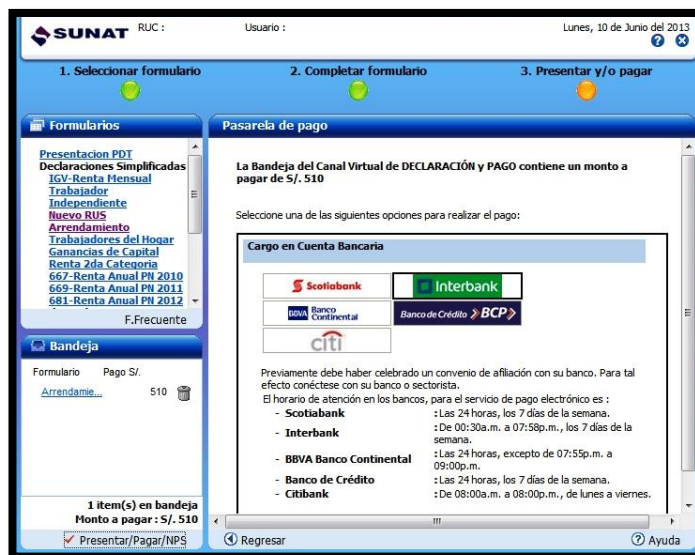 SUNAT
RUC :
Usuario :
Lunes, 10 de Junio del 2013
1. Seleccionar formulario
2. Completar formulario
3. Presentar y/o pagar
Formularios
Presentacion PDT
Declaraciones Simplificadas
IGV-Renta Mensual
Trabajador
Independiente
Nuevo RUS
Arrendamiento
Trabajadores del Hogar
Ganancias de Capital
Renta 2da Categoria
667-Renta Anual PN 2010
669-Renta Anual PN 2011
681-Renta Anual PN 2012
F.Frecuente
Bandeja
Formulario Pago S/.
Arrendamie... 510
1 item(s) en bandeja
Monto a pagar : S/. 510
Presentar/Pagar/NPS
Pasarela de pago
La Bandeja del Canal Virtual de DECLARACIÓN y PAGO contiene un monto a
pagar de S/. 510
Seleccione una de las siguientes opciones para realizar el pago:
Cargo en Cuenta Bancaria
Scotiabank
Interbank
BBVA Banco Continental
Banco de Crédito BCP
citi
Previamente debe haber celebrado un convenio de afiliación con su banco. Para tal
efecto conéctese con su banco o sectorista.
El horario de atención en los bancos, para el servicio de pago electrónico es :
- Scotiabank : Las 24 horas, los 7 días de la semana.
- Interbank : De 00:30a.m. a 07:58p.m., los 7 días de la
semana.
- BBVA Banco Continental : Las 24 horas, excepto de 07:55p.m. a
09:00p.m.
- Banco de Crédito : Las 24 horas, los 7 días de la semana.
- Citibank : De 08:00a.m. a 08:00p.m., de lunes a viernes.
Regresar
Ayuda